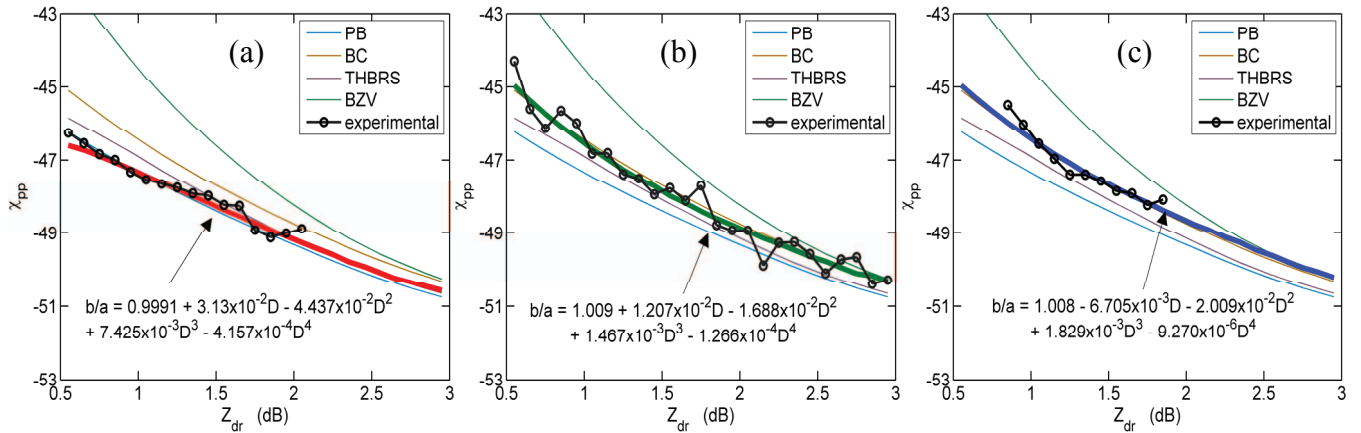 -43
-45
-47
-49
-51
-53
χpp
(a)
PB
BC
THBRS
BZV
experimental
b/a = 0.9991 + 3.13x10⁻²D - 4.437x10⁻²D²
+ 7.425x10⁻³D³ - 4.157x10⁻⁴D⁴
0.5 1 1.5 2 2.5 3
Zdr (dB)
-43
-45
-47
-49
-51
-53
χpp
(b)
PB
BC
THBRS
BZV
experimental
b/a = 1.009 + 1.207x10⁻²D - 1.688x10⁻²D²
+ 1.467x10⁻³D³ - 1.266x10⁻⁴D⁴
0.5 1 1.5 2 2.5 3
Zdr (dB)
-43
-45
-47
-49
-51
-53
χpp
(c)
PB
BC
THBRS
BZV
experimental
b/a = 1.008 - 6.705x10⁻³D - 2.009x10⁻²D²
+ 1.829x10⁻³D³ 9.270x10⁻⁶D⁴
0.5 1 1.5 2 2.5 3
Zdr (dB)